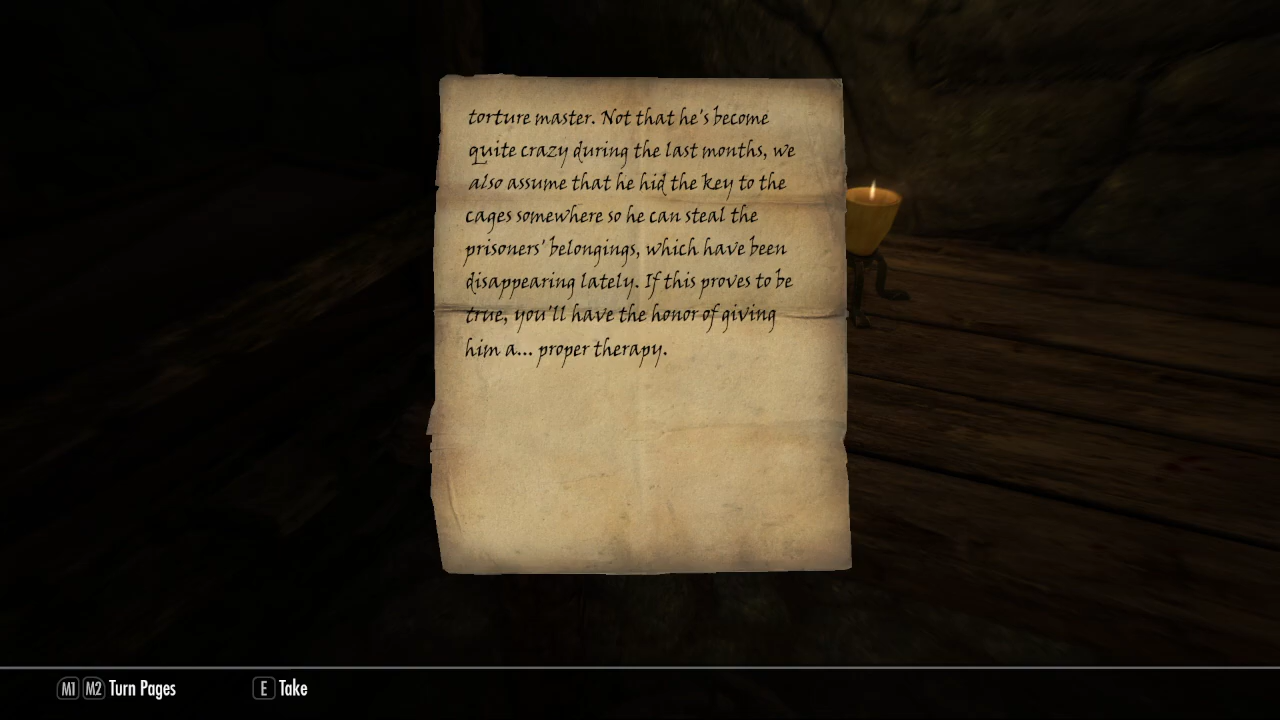 torture master. Not that he's become
quite crazy during the last months, we
also assume that he hid the key to the
cages somewhere so he can steal the
prisoners' belongings, which have been
disappearing lately. If this proves to be
true, you'll have the honor of giving
him a... proper therapy.
M1 M2 Turn Pages
E Take